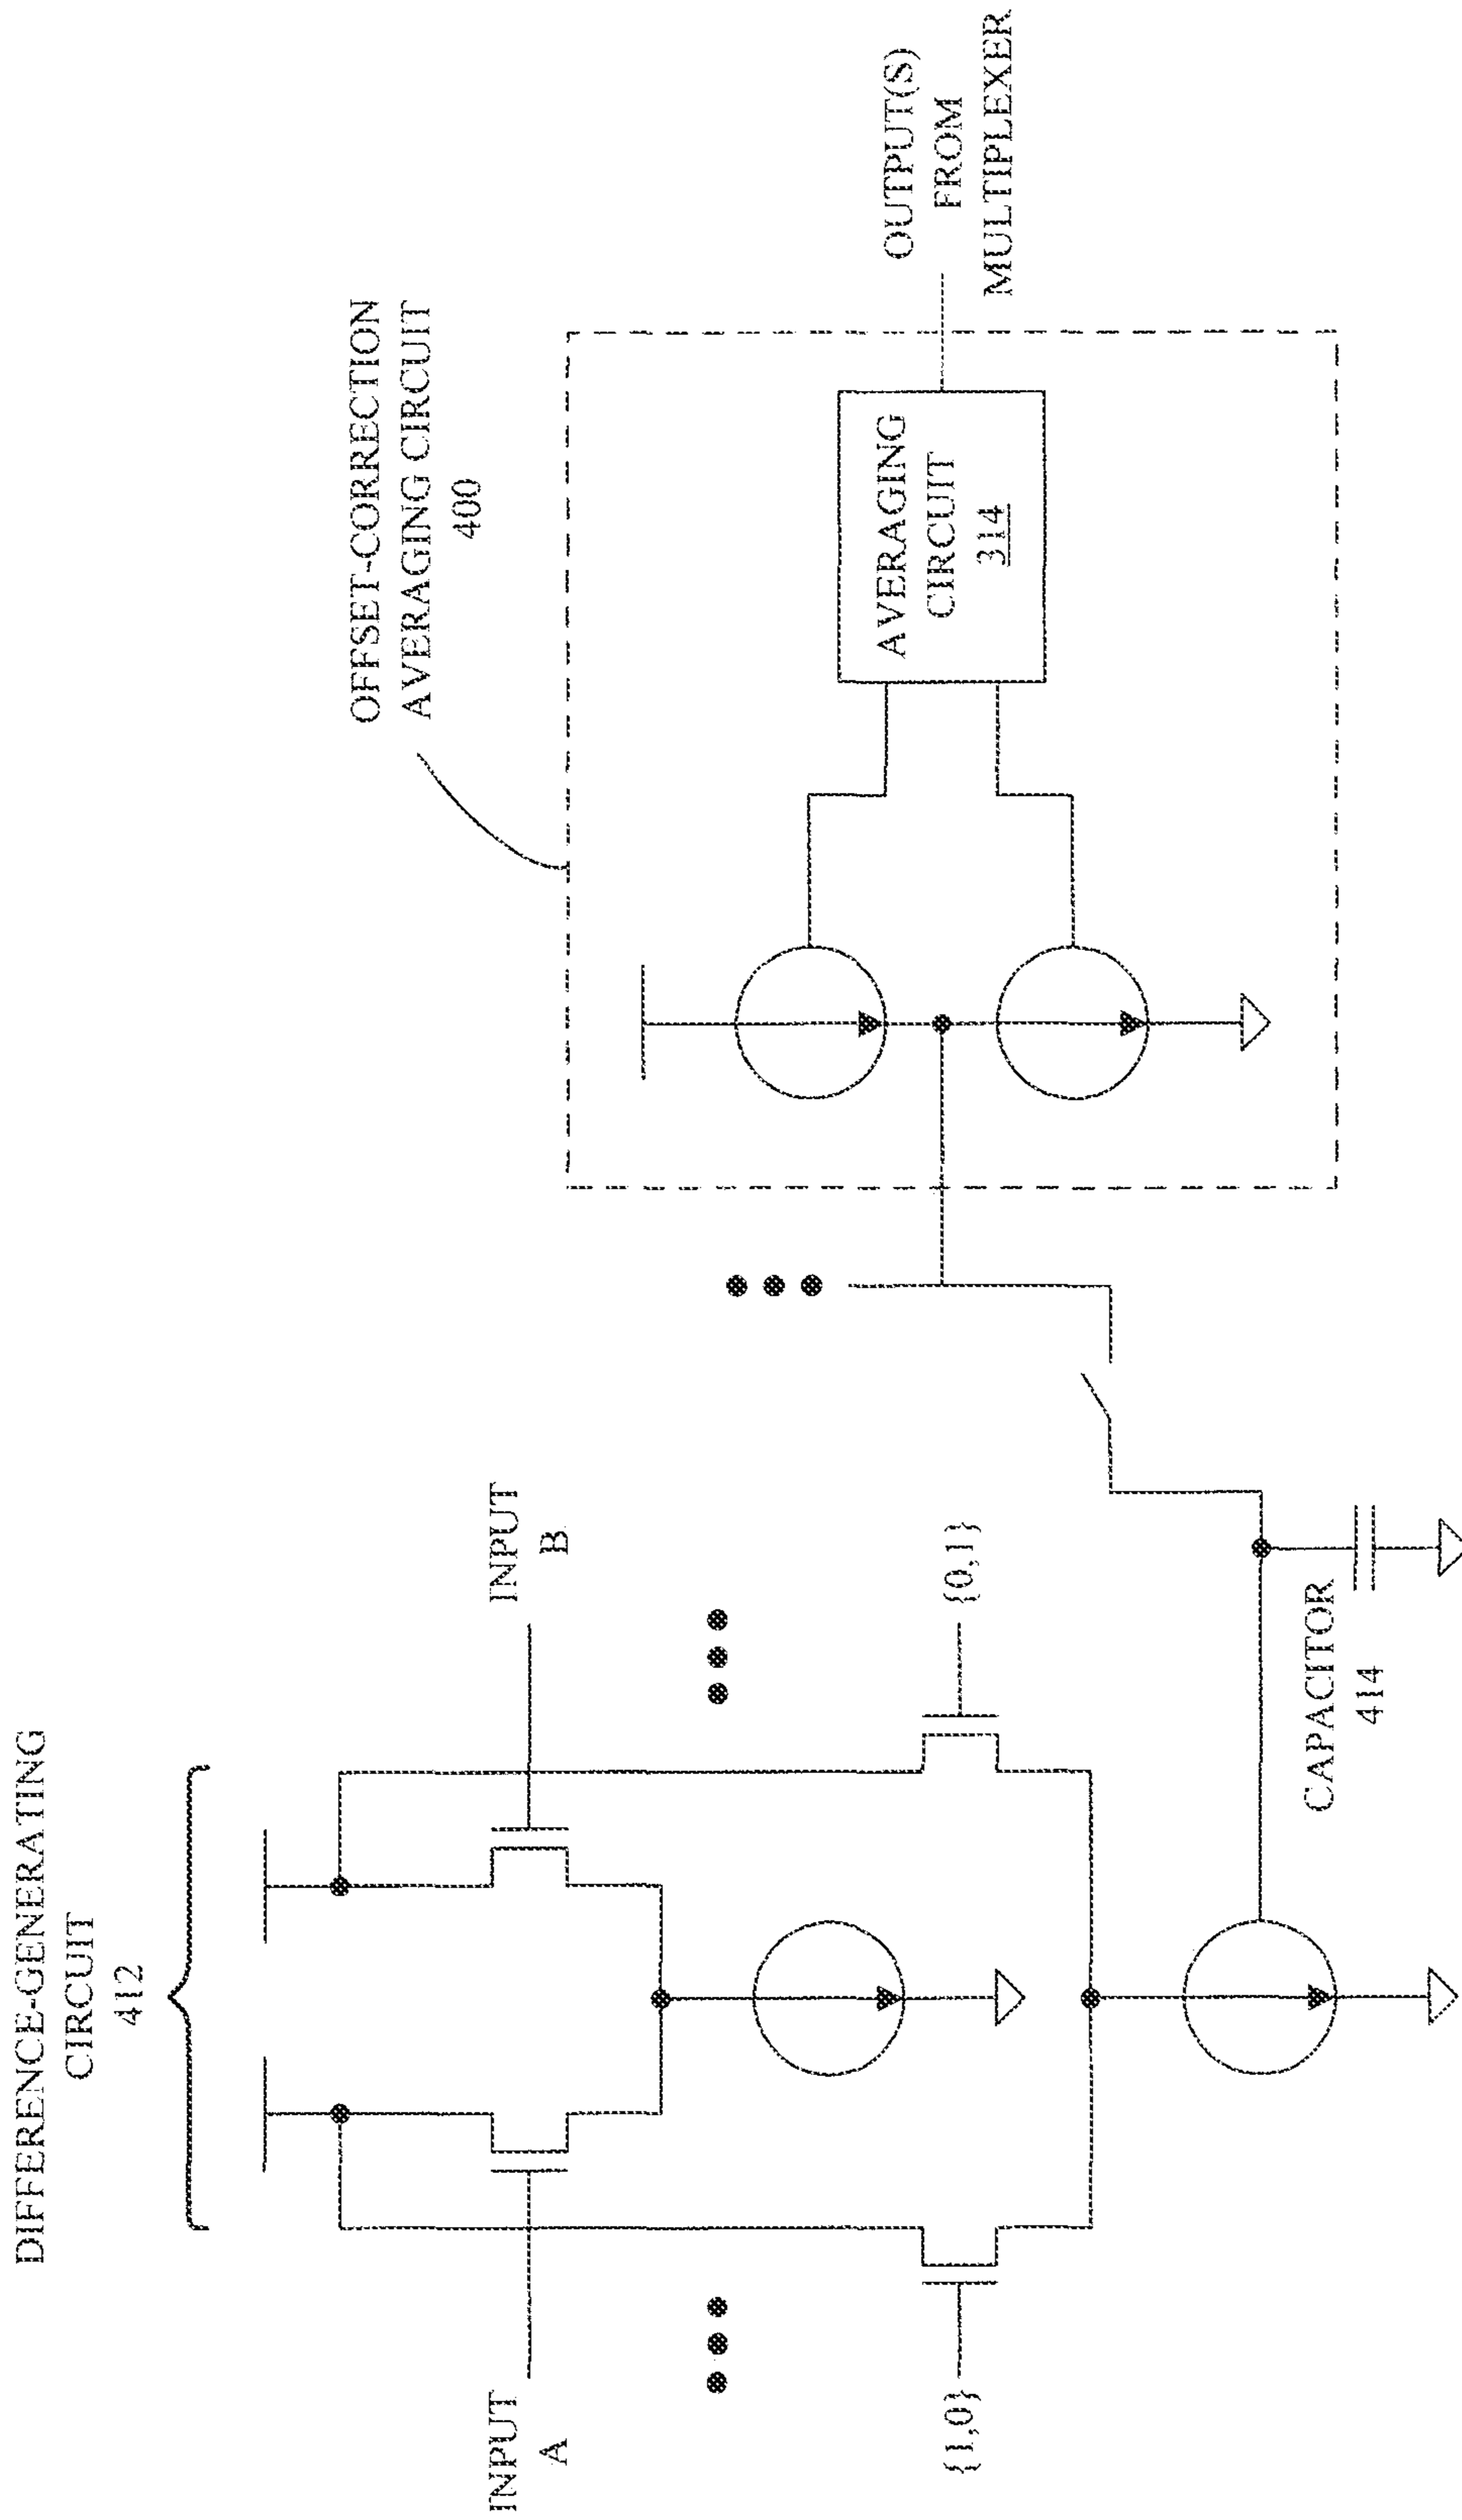 DIFFERENCE-GENERATING
CIRCUIT
412
OFFSET-CORRECTION
AVERAGING CIRCUIT
400
INPUT
A
INPUT
B
{1,0}
{0,1}
CAPACITOR
414
AVERAGING
CIRCUIT
314
OUTPUT(S)
FROM
MULTIPLEXER